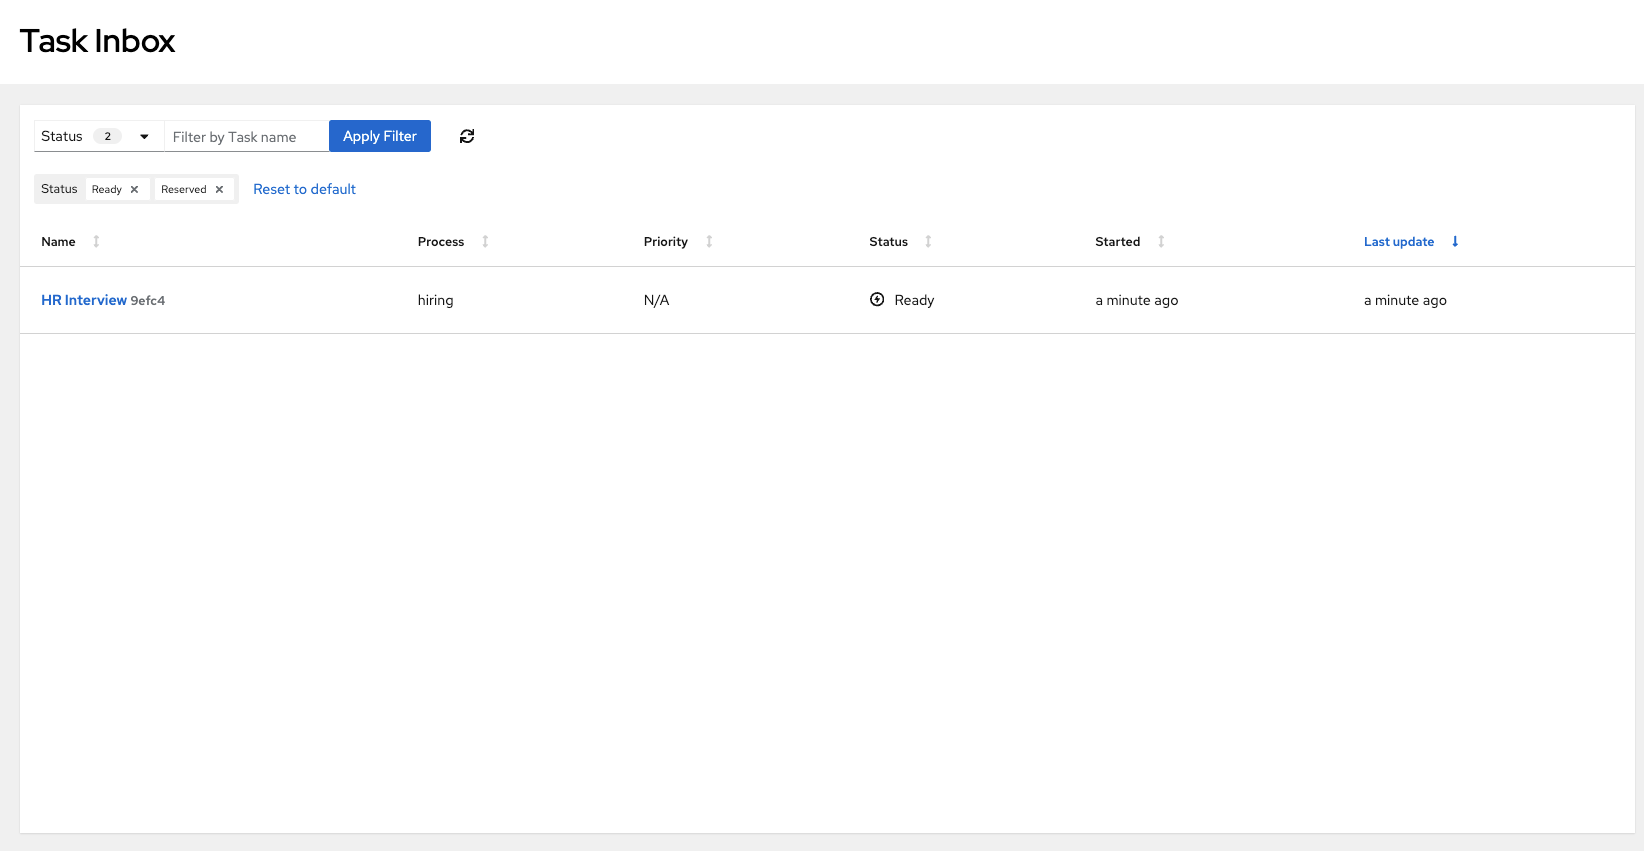 Task Inbox
Status 2 Filter by Task name Apply Filter
Status Ready Reserved Reset to default
Name Process Priority Status Started Last update
HR Interview 9efc4 hiring N/A Ready a minute ago a minute ago